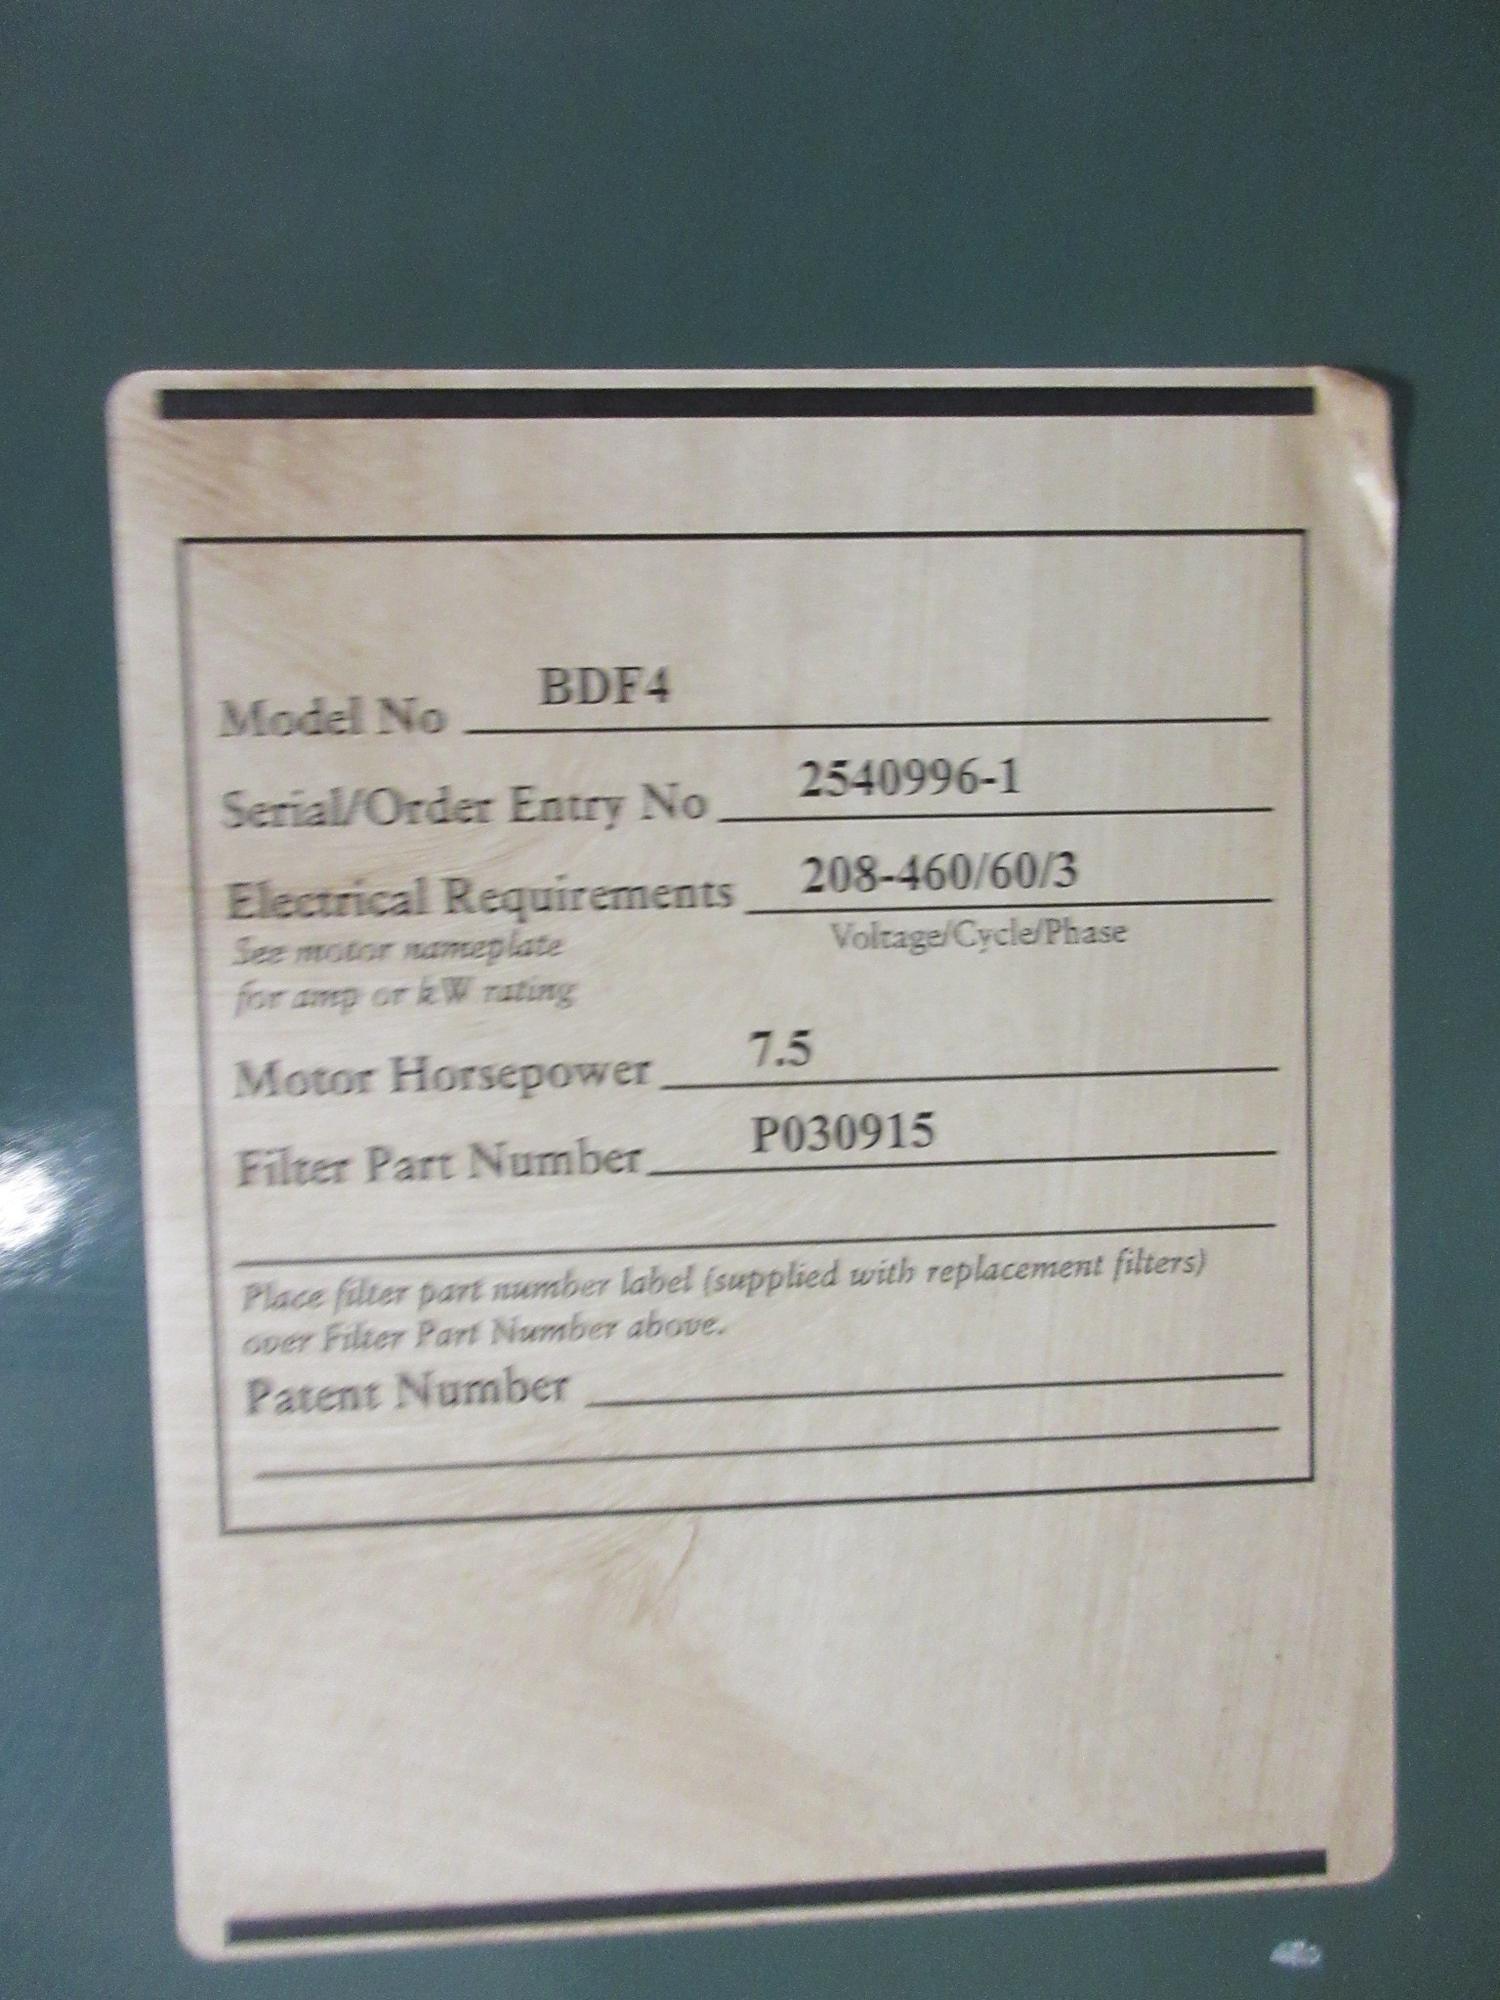 Model No BDF4
Serial/Order Entry No 2540996-1
Electrical Requirements 208-460/60/3
See motor nameplate Voltage/Cycle/Phase
for amp or kW rating
Motor Horsepower 7.5
Filter Part Number P030915
Place filter part number label (supplied with replacement filters)
over Filter Part Number above.
Patent Number